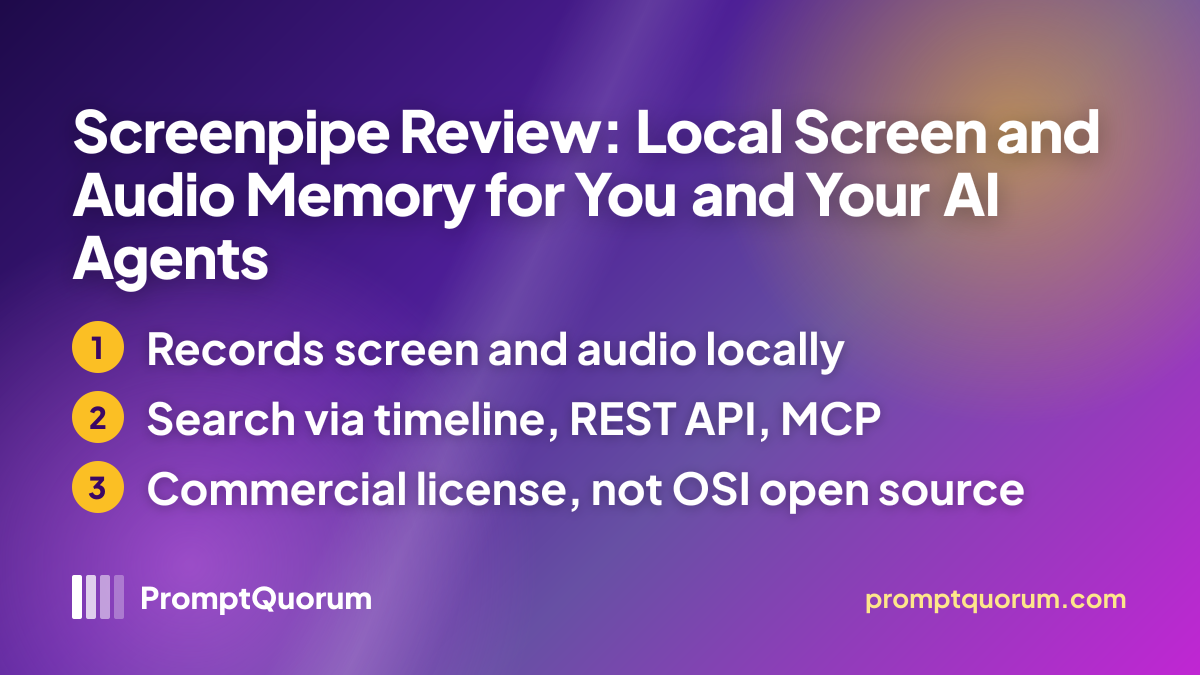 Screenpipe Review: Local Screen and
Audio Memory for You and Your AI
Agents
1 Records screen and audio locally
2 Search via timeline, REST API, MCP
3 Commercial license, not OSI open source
PromptQuorum
promptquorum.com